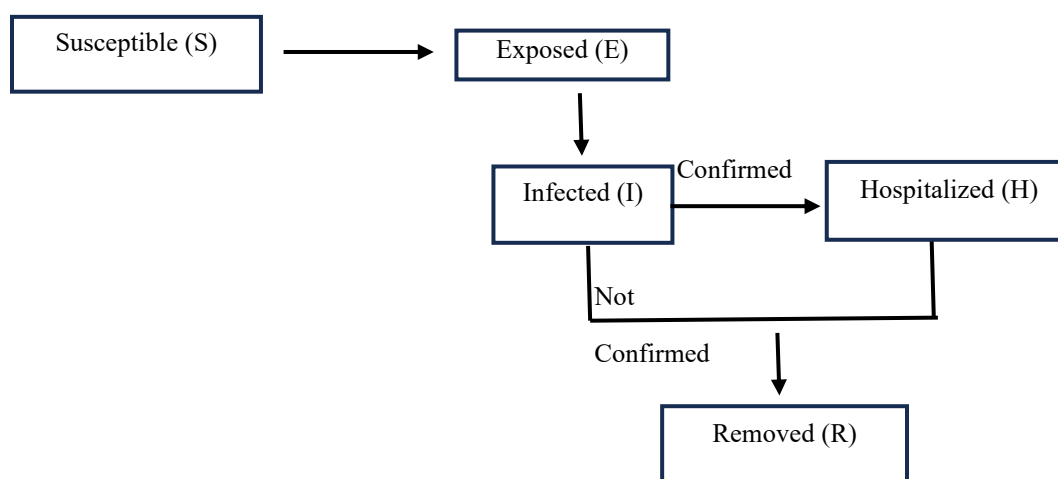 Susceptible (S)
Exposed (E)
Infected (I)
Confirmed
Hospitalized (H)
Not
Confirmed
Removed (R)